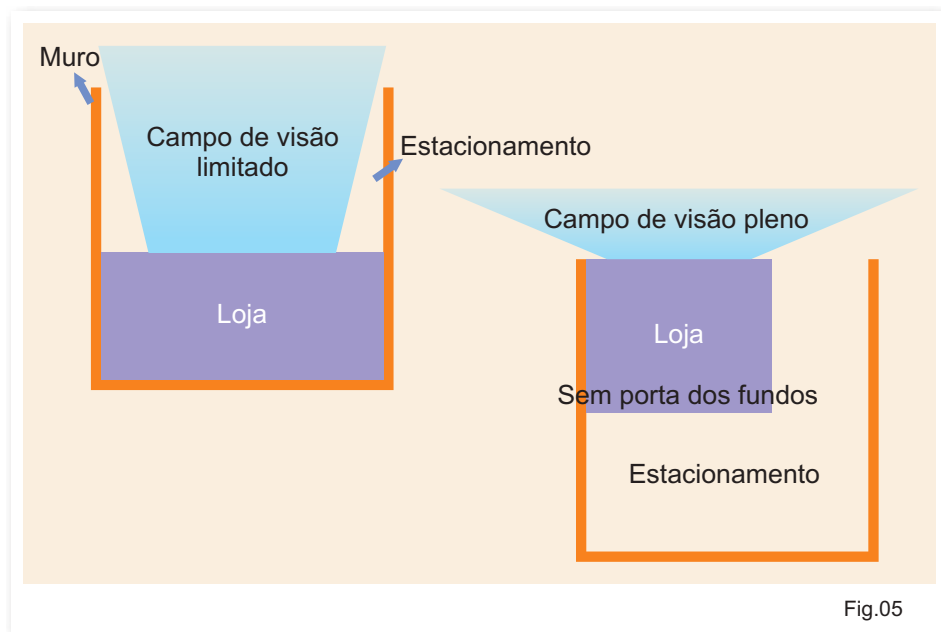 Muro
Campo de visão
limitado
Estacionamento
Loja
Campo de visão pleno
Loja
Sem porta dos fundos
Estacionamento
Fig.05